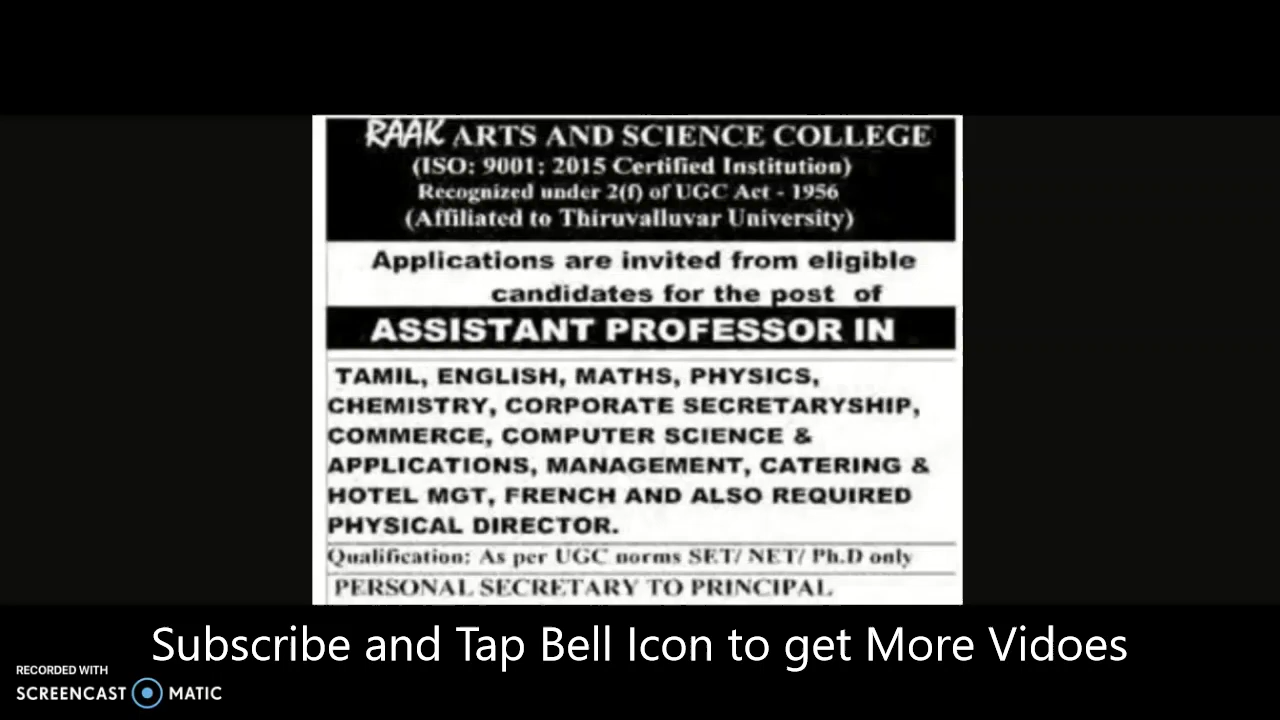 RAAK ARTS AND SCIENCE COLLEGE
(ISO: 9001: 2015 Certified Institution)
Recognized under 2(f) of UGC Act - 1956
(Affiliated to Thiruvalluvar University)
Applications are invited from eligible
candidates for the post of
ASSISTANT PROFESSOR IN
TAMIL, ENGLISH, MATHS, PHYSICS,
CHEMISTRY, CORPORATE SECRETARYSHIP,
COMMERCE, COMPUTER SCIENCE &
APPLICATIONS, MANAGEMENT, CATERING &
HOTEL MGT, FRENCH AND ALSO REQUIRED
PHYSICAL DIRECTOR.
Qualification: As per UGC norms SET/ NET/ Ph.D only
PERSONAL SECRETARY TO PRINCIPAL
Subscribe and Tap Bell Icon to get More Vidoes
RECORDED WITH
SCREENCAST MATIC